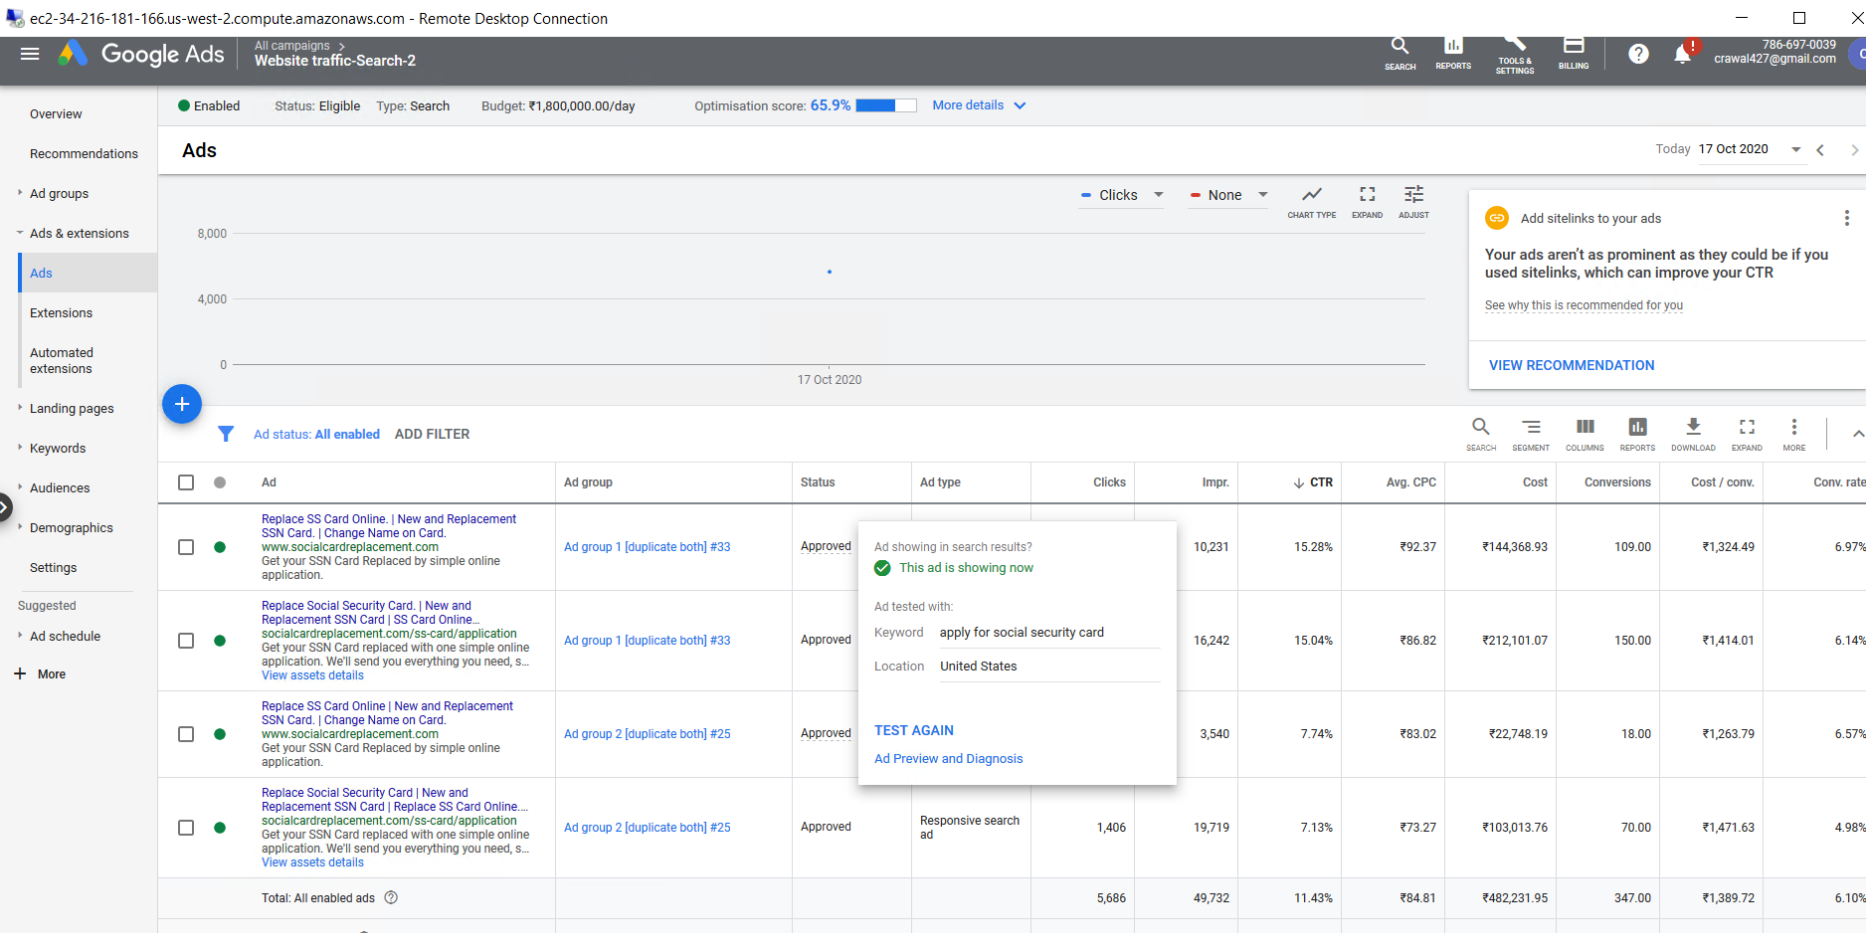 ec2-34-216-181-166.us-west-2.compute.amazonaws.com - Remote Desktop Connection
Google Ads
All campaigns
Website traffic-Search-2
SEARCH
REPORTS
TOOLS & SETTINGS
BILLING
786-697-0039
crawal427@gmail.com
Overview
Recommendations
Ad groups
Ads & extensions
Ads
Extensions
Automated
extensions
Landing pages
Keywords
Audiences
Demographics
Settings
Suggested
Ad schedule
+ More
Enabled Status: Eligible Type: Search Budget: ₹1,800,000.00/day Optimisation score: 65.9% More details
Ads
Today 17 Oct 2020
Clicks None
CHART TYPE EXPAND ADJUST
8,000
4,000
0
17 Oct 2020
Add sitelinks to your ads
Your ads aren't as prominent as they could be if you
used sitelinks, which can improve your CTR
See why this is recommended for you
VIEW RECOMMENDATION
Ad status: All enabled ADD FILTER
SEARCH SEGMENT COLUMNS REPORTS DOWNLOAD EXPAND MORE
Ad Ad group Status Ad type Clicks Impr. ↓ CTR Avg. CPC Cost Conversions Cost / conv. Conv. rate
Replace SS Card Online. | New and Replacement
SSN Card. | Change Name on Card.
www.socialcardreplacement.com
Get your SSN Card Replaced by simple online
application.
Ad group 1 [duplicate both] #33 Approved 10,231 15.28% ₹92.37 ₹144,368.93 109.00 ₹1,324.49 6.97%
Replace Social Security Card. | New and
Replacement SSN Card | SS Card Online...
socialcardreplacement.com/ss-card/application
Get your SSN Card replaced with one simple online
application. We'll send you everything you need, s...
View assets details
Ad group 1 [duplicate both] #33 Approved 16,242 15.04% ₹86.82 ₹212,101.07 150.00 ₹1,414.01 6.14%
Replace SS Card Online | New and Replacement
SSN Card. | Change Name on Card.
www.socialcardreplacement.com
Get your SSN Card Replaced by simple online
application.
Ad group 2 [duplicate both] #25 Approved 3,540 7.74% ₹83.02 ₹22,748.19 18.00 ₹1,263.79 6.57%
Replace Social Security Card | New and
Replacement SSN Card | Replace SS Card Online....
socialcardreplacement.com/ss-card/application
Get your SSN Card replaced with one simple online
application. We'll send you everything you need, s...
View assets details
Ad group 2 [duplicate both] #25 Approved Responsive search ad 1,406 19,719 7.13% ₹73.27 ₹103,013.76 70.00 ₹1,471.63 4.98%
Total: All enabled ads 5,686 49,732 11.43% ₹84.81 ₹482,231.95 347.00 ₹1,389.72 6.10%
Ad showing in search results?
This ad is showing now
Ad tested with:
Keyword apply for social security card
Location United States
TEST AGAIN
Ad Preview and Diagnosis